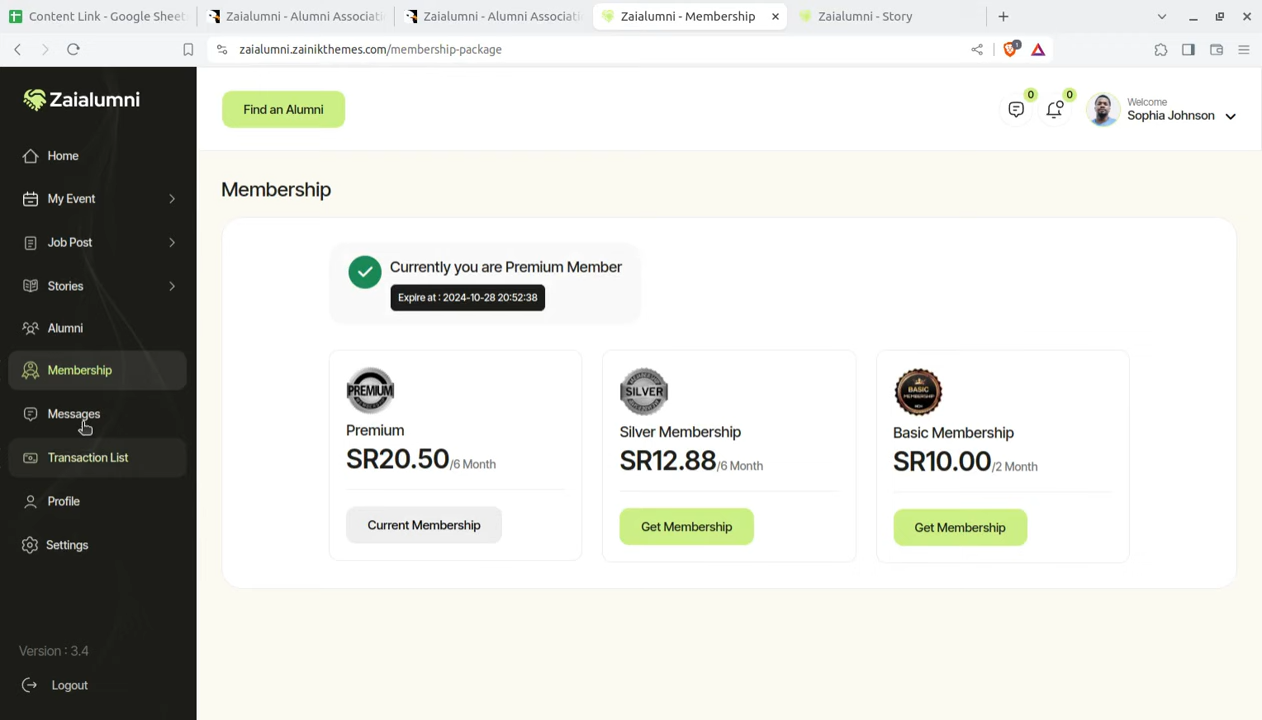 Content Link - Google Sheet
Zaialumni - Alumni Associati
Zaialumni - Alumni Associati
Zaialumni - Membership
Zaialumni - Story
zaialumni.zainikthemes.com/membership-package
1
Zaialumni
Find an Alumni
0
0
Welcome
Sophia Johnson
Home
My Event
Job Post
Stories
Alumni
Membership
Messages
Transaction List
Profile
Settings
Version : 3.4
Logout
Membership
Currently you are Premium Member
Expire at : 2024-10-28 20:52:38
PREMIUM
Premium
SR20.50/6 Month
Current Membership
SILVER
Silver Membership
SR12.88/6 Month
Get Membership
BASIC
MEMBERSHIP
Basic Membership
SR10.00/2 Month
Get Membership